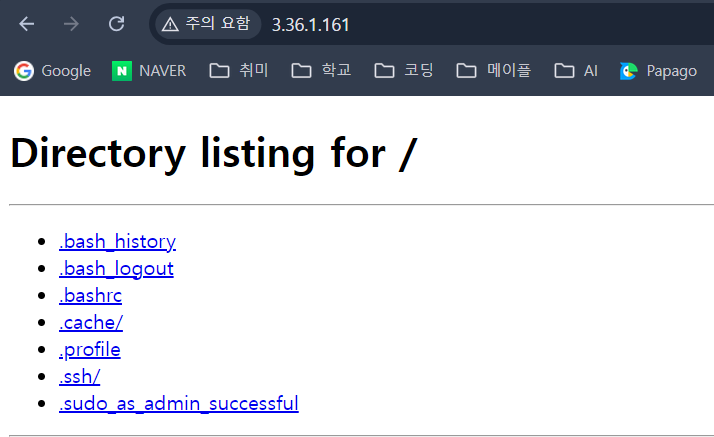 주의 요함 3.36.1.161
Google NAVER 취미 학교 코딩 메이플 AI Papago
Directory listing for /
.bash_history
.bash_logout
.bashrc
.cache/
.profile
.ssh/
.sudo_as_admin_successful